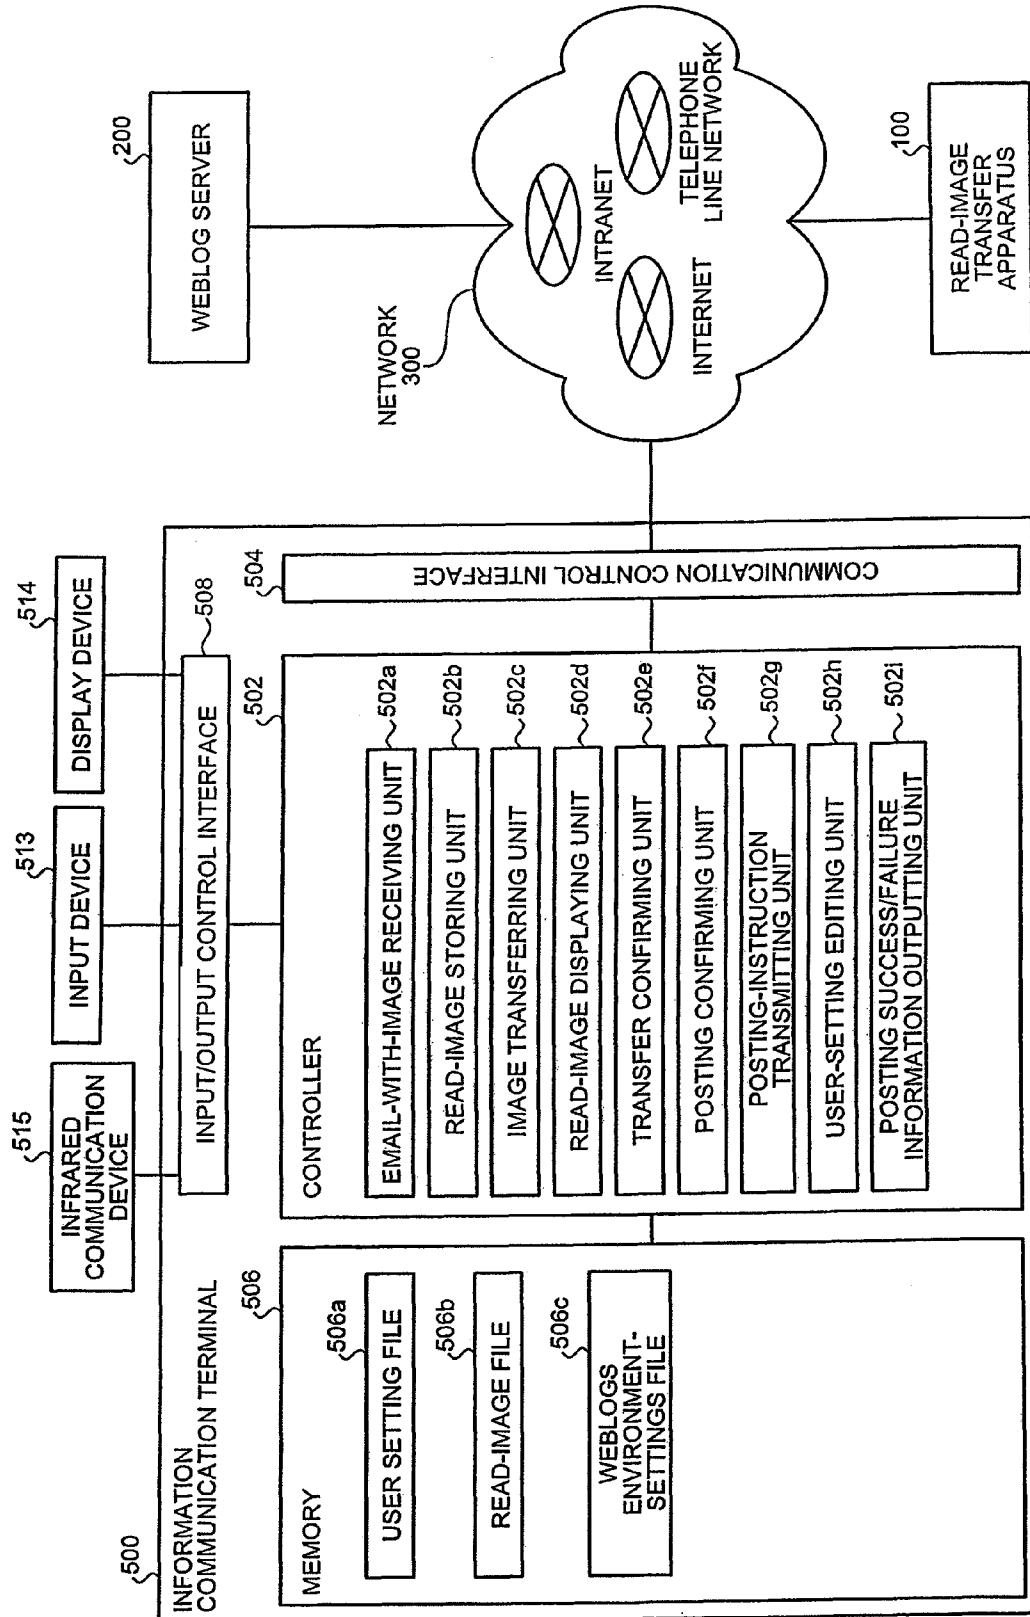 500
INFORMATION
COMMUNICATION TERMINAL
515
INFRARED
COMMUNICATION
DEVICE
513
INPUT DEVICE
514
DISPLAY DEVICE
INPUT/OUTPUT CONTROL INTERFACE
508
506
MEMORY
506a
USER SETTING FILE
506b
READ-IMAGE FILE
506c
WEBLOGS
ENVIRONMENT-
SETTINGS FILE
502
CONTROLLER
EMAIL-WITH-IMAGE RECEIVING UNIT
502a
READ-IMAGE STORING UNIT
502b
IMAGE TRANSFERRING UNIT
502c
READ-IMAGE DISPLAYING UNIT
502d
TRANSFER CONFIRMING UNIT
502e
POSTING CONFIRMING UNIT
502f
POSTING-INSTRUCTION
TRANSMITTING UNIT
502g
USER-SETTING EDITING UNIT
502h
POSTING SUCCESS/FAILURE
INFORMATION OUTPUTTING UNIT
502i
504
COMMUNICATION CONTROL INTERFACE
200
WEBLOG SERVER
NETWORK
300
INTRANET
INTERNET
TELEPHONE
LINE NETWORK
100
READ-IMAGE
TRANSFER
APPARATUS